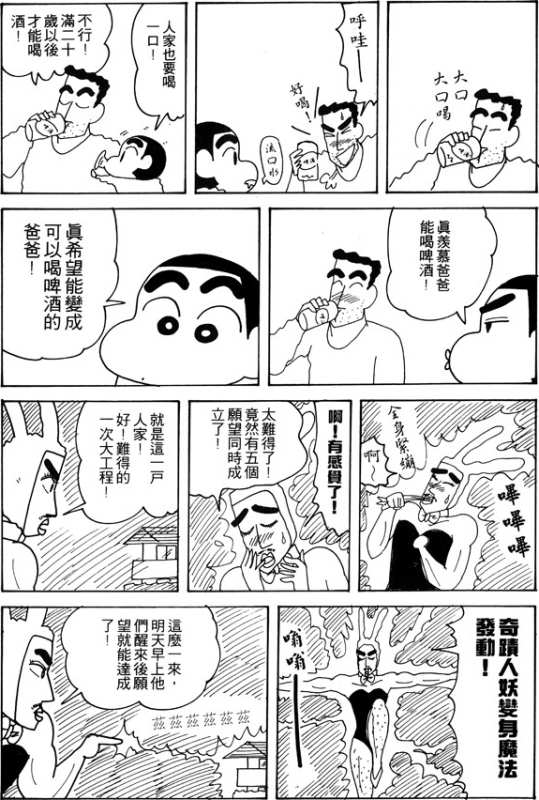 大口
大口喝
呼哇──
好喝！
流口水
人家也要喝
一口！
不行！
滿二十
歲以後
才能喝
酒！
眞羨慕爸爸
能喝啤酒！
眞希望能變成
可以喝啤酒的
爸爸！
嗶嗶嗶
全身緊繃
啊～
啊！有感覺了！
太難得了！
竟然有五個
願望同時成
立了！
就是這一戶
人家！
好！難得的
一次大工程！
奇蹟人妖變身魔法
發動！
嗡嗡──
茲茲茲茲茲茲
這麼一來，
明天早上他
們醒來後願
望就能達成
了！